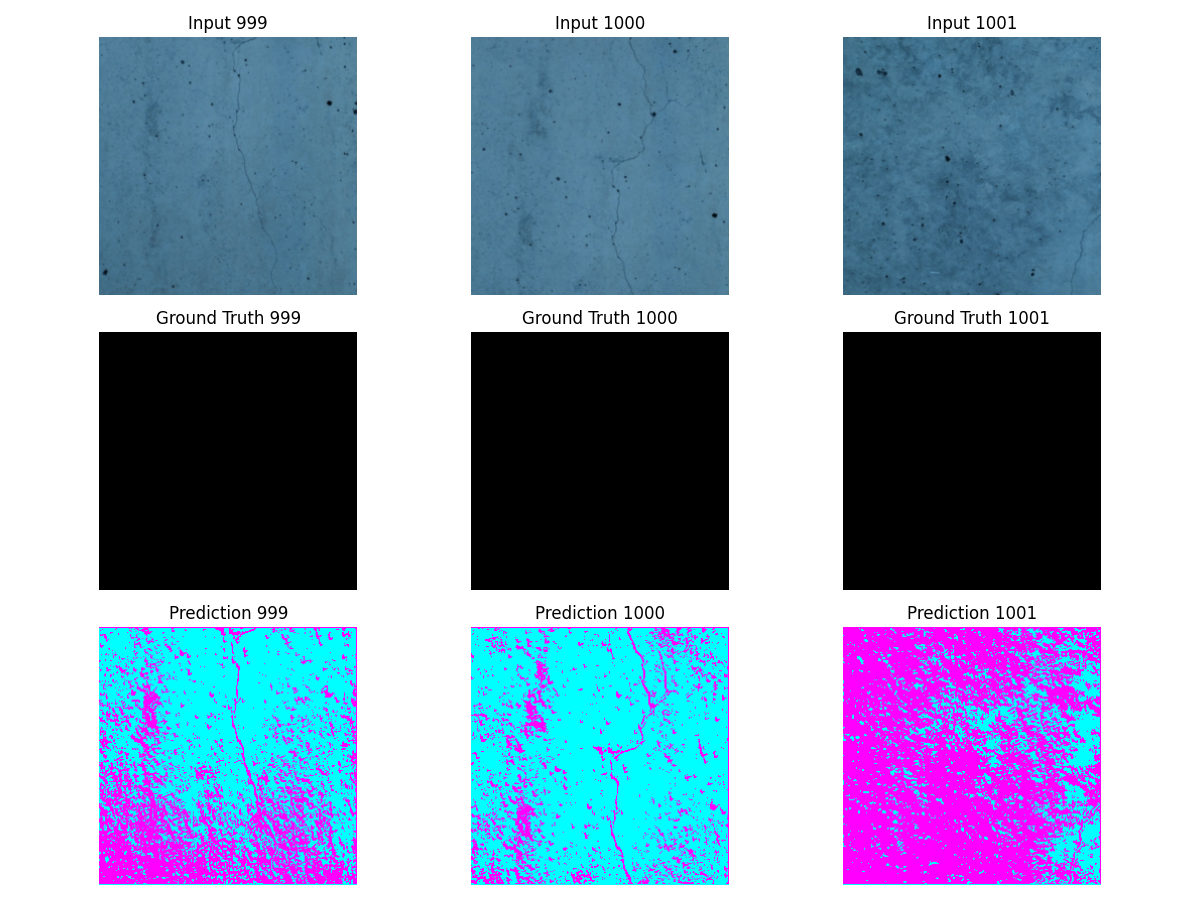 Input 999
Input 1000
Input 1001
Ground Truth 999
Ground Truth 1000
Ground Truth 1001
Prediction 999
Prediction 1000
Prediction 1001